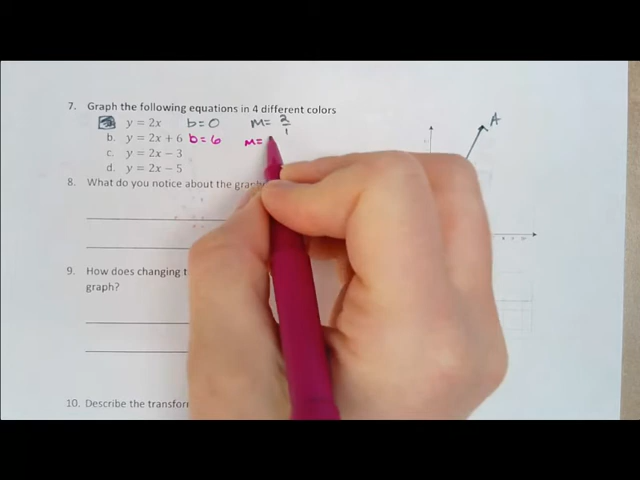 7. Graph the following equations in 4 different colors
y = 2x b = 0 m = 2/1
b. y = 2x + 6 b = 6 m =
c. y = 2x − 3
d. y = 2x − 5
A
8. What do you notice about the graph
9. How does changing t
graph?
10. Describe the transfor